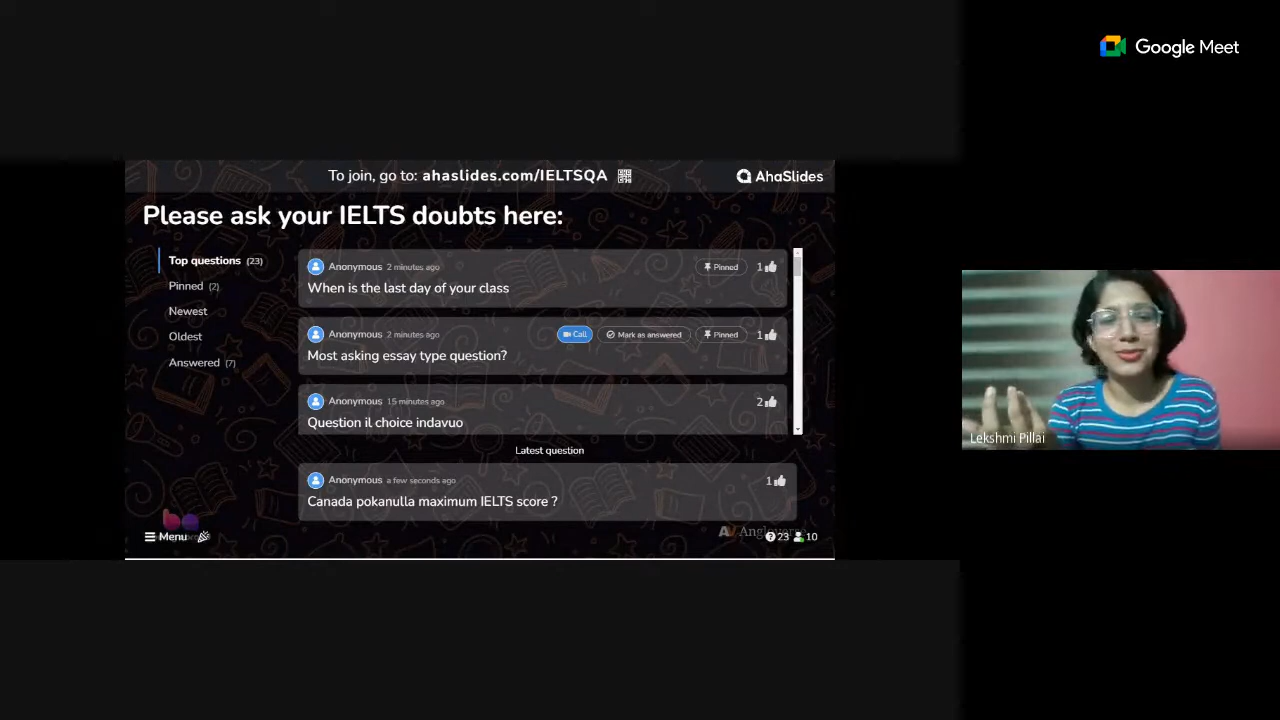 Google Meet
To join, go to: ahaslides.com/IELTSQA
AhaSlides
Please ask your IELTS doubts here:
Top questions (23)
Pinned (2)
Newest
Oldest
Answered (7)
Anonymous 2 minutes ago Pinned 1
When is the last day of your class
Anonymous 2 minutes ago Call Mark as answered Pinned 1
Most asking essay type question?
Anonymous 15 minutes ago 2
Question il choice indavuo
Latest question
Anonymous a few seconds ago 1
Canada pokanulla maximum IELTS score ?
Menu
Angloverse
23 10
Lekshmi Pillai